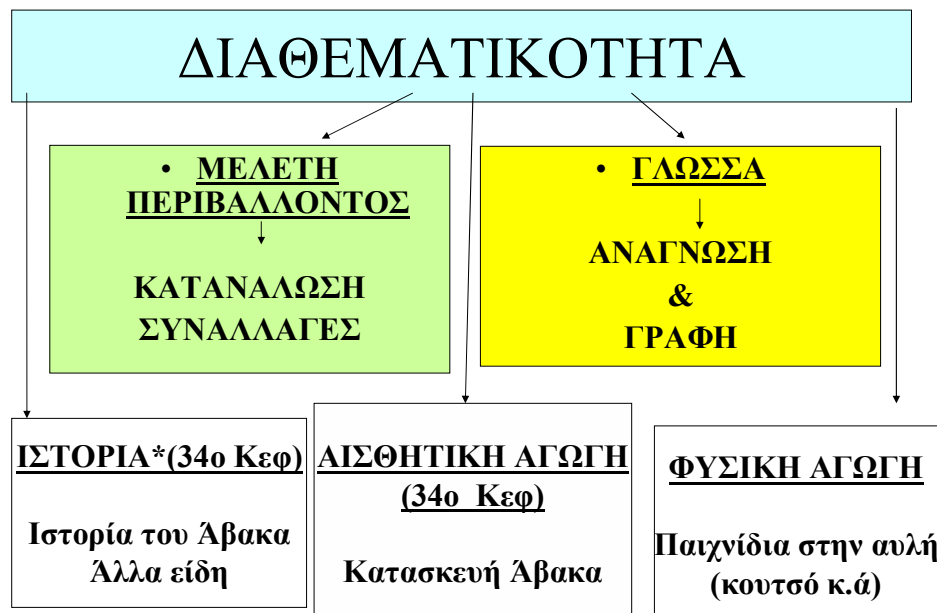 ΔΙΑΘΕΜΑΤΙΚΟΤΗΤΑ
• ΜΕΛΕΤΗ
ΠΕΡΙΒΑΛΛΟΝΤΟΣ
ΚΑΤΑΝΑΛΩΣΗ
ΣΥΝΑΛΛΑΓΕΣ
• ΓΛΩΣΣΑ
ΑΝΑΓΝΩΣΗ
&
ΓΡΑΦΗ
ΙΣΤΟΡΙΑ*(34ο Κεφ)
Ιστορία του Άβακα
Άλλα είδη
ΑΙΣΘΗΤΙΚΗ ΑΓΩΓΗ
(34ο Κεφ)
Κατασκευή Άβακα
ΦΥΣΙΚΗ ΑΓΩΓΗ
Παιχνίδια στην αυλή
(κουτσό κ.ά)